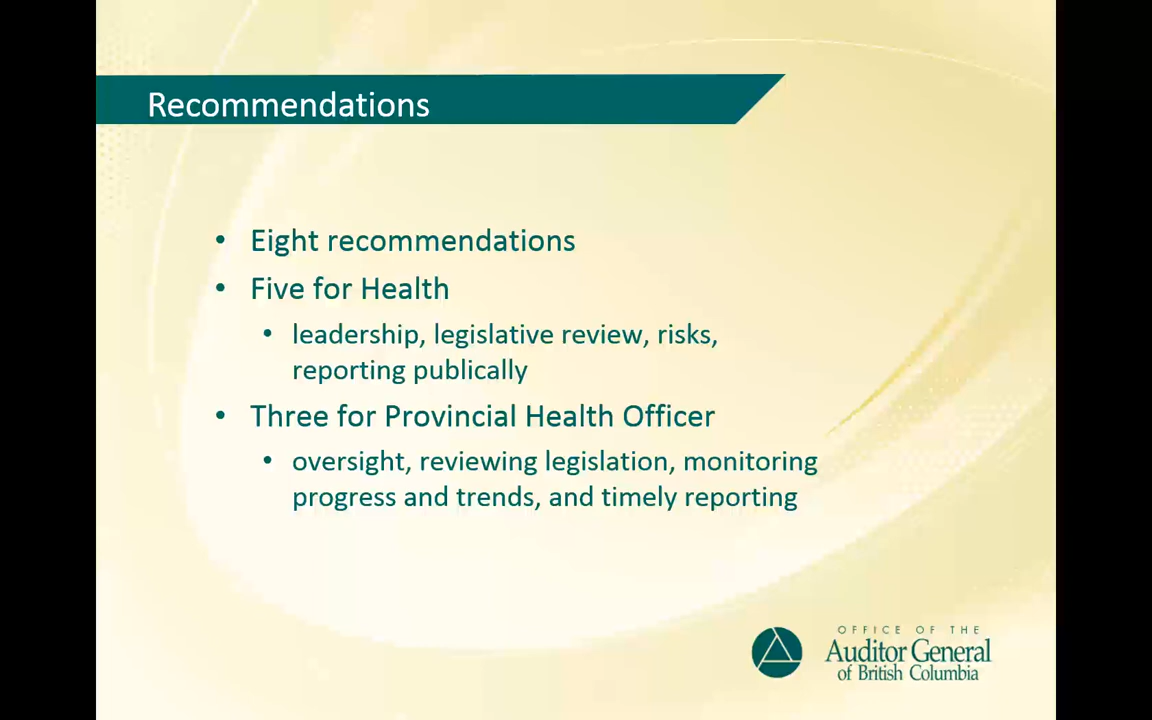 Recommendations
• Eight recommendations
• Five for Health
• leadership, legislative review, risks,
reporting publically
• Three for Provincial Health Officer
• oversight, reviewing legislation, monitoring
progress and trends, and timely reporting
OFFICE OF THE
Auditor General
of British Columbia